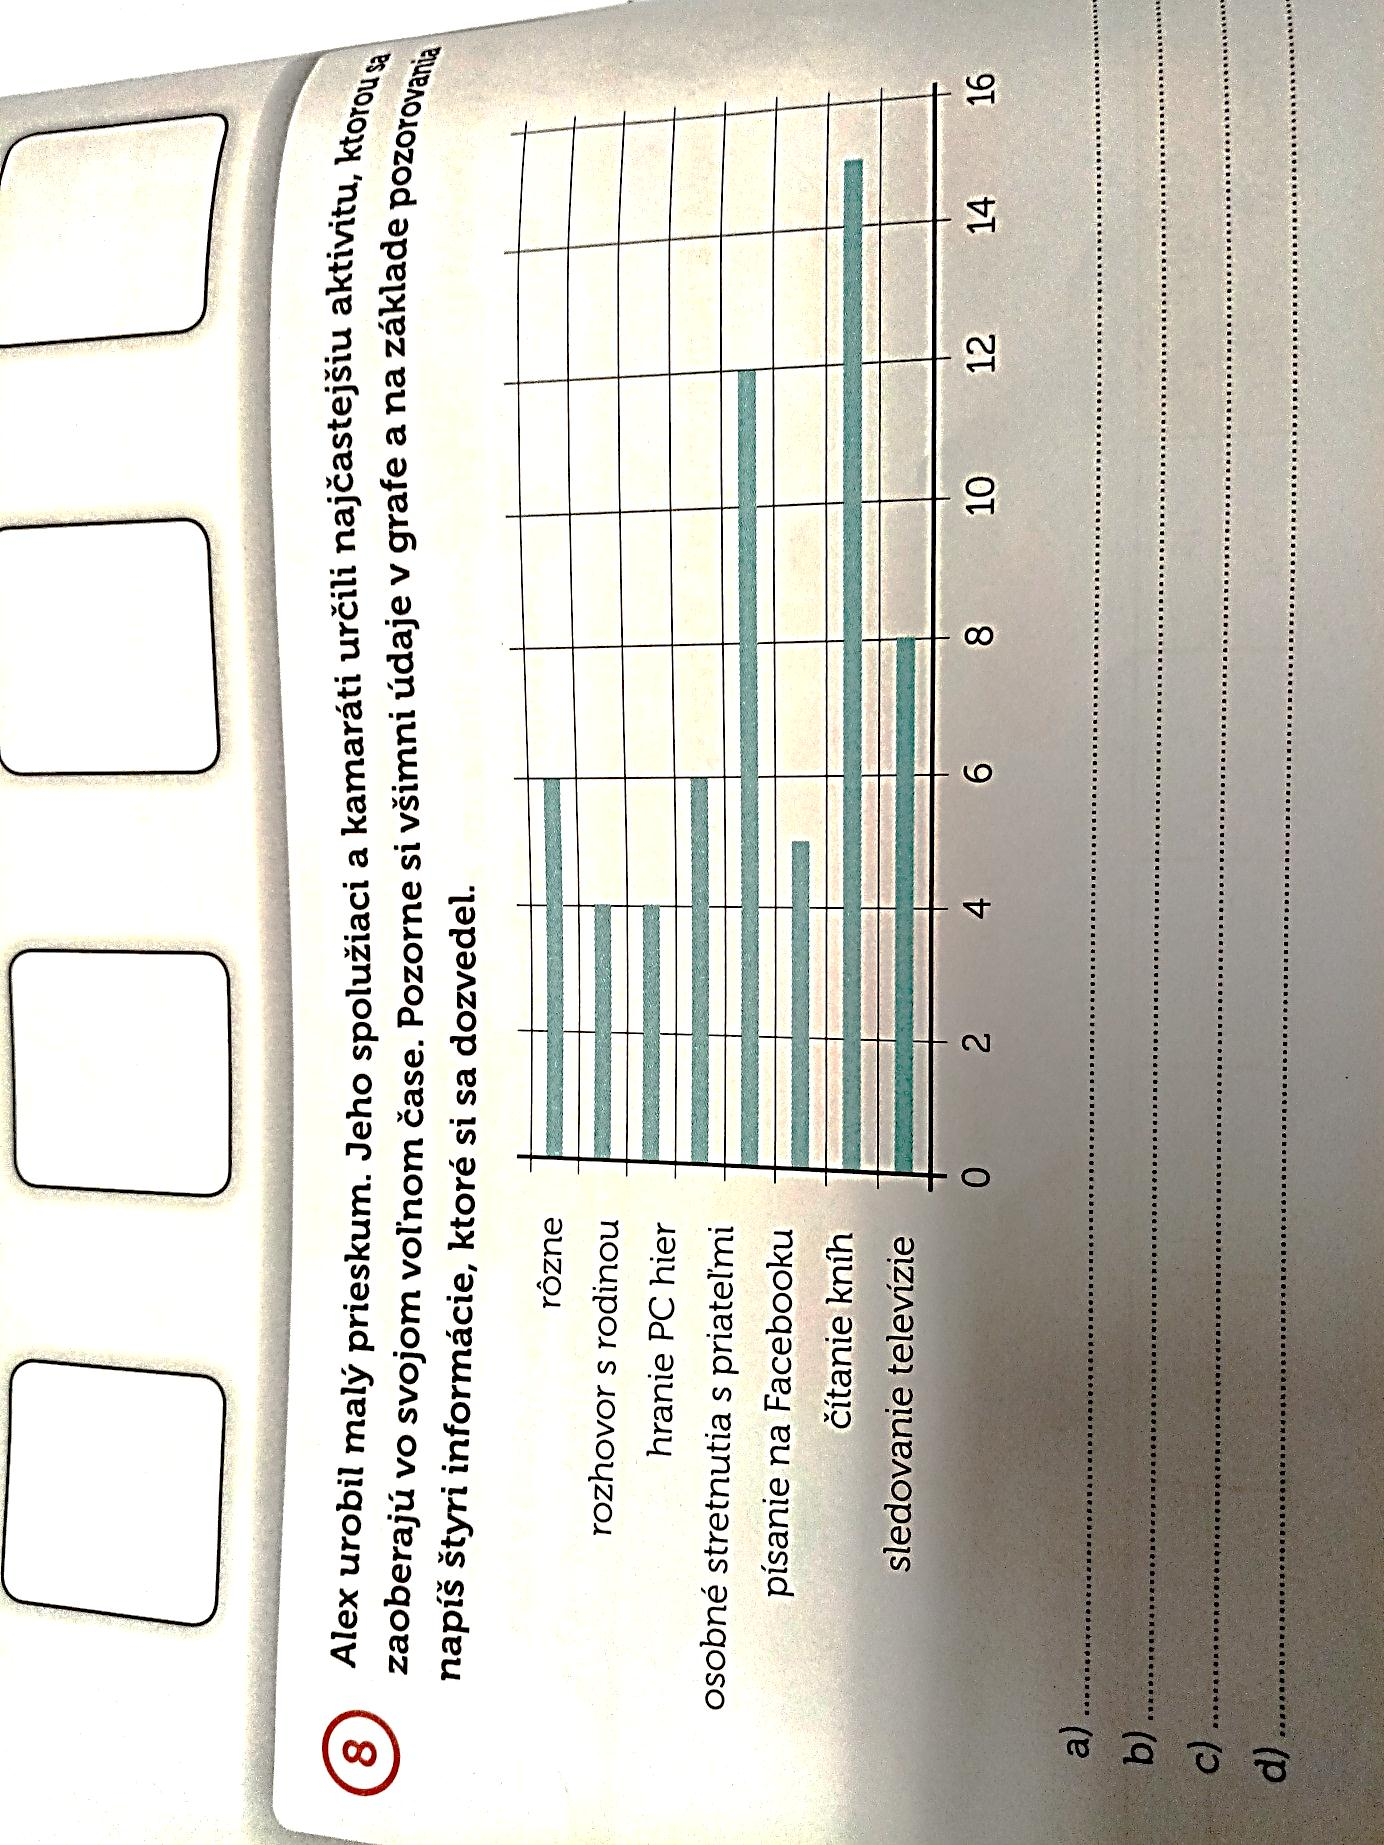 8 Alex urobil malý prieskum. Jeho spolužiaci a kamaráti určili najčastejšiu aktivitu, ktorou sa
zaoberajú vo svojom voľnom čase. Pozorne si všimni údaje v grafe a na základe pozorovania
napíš štyri informácie, ktoré si sa dozvedel.
rôzne
rozhovor s rodinou
hranie PC hier
osobné stretnutia s priateľmi
písanie na Facebooku
čítanie kníh
sledovanie televízie
0 2 4 6 8 10 12 14 16
a)
b)
c)
d)